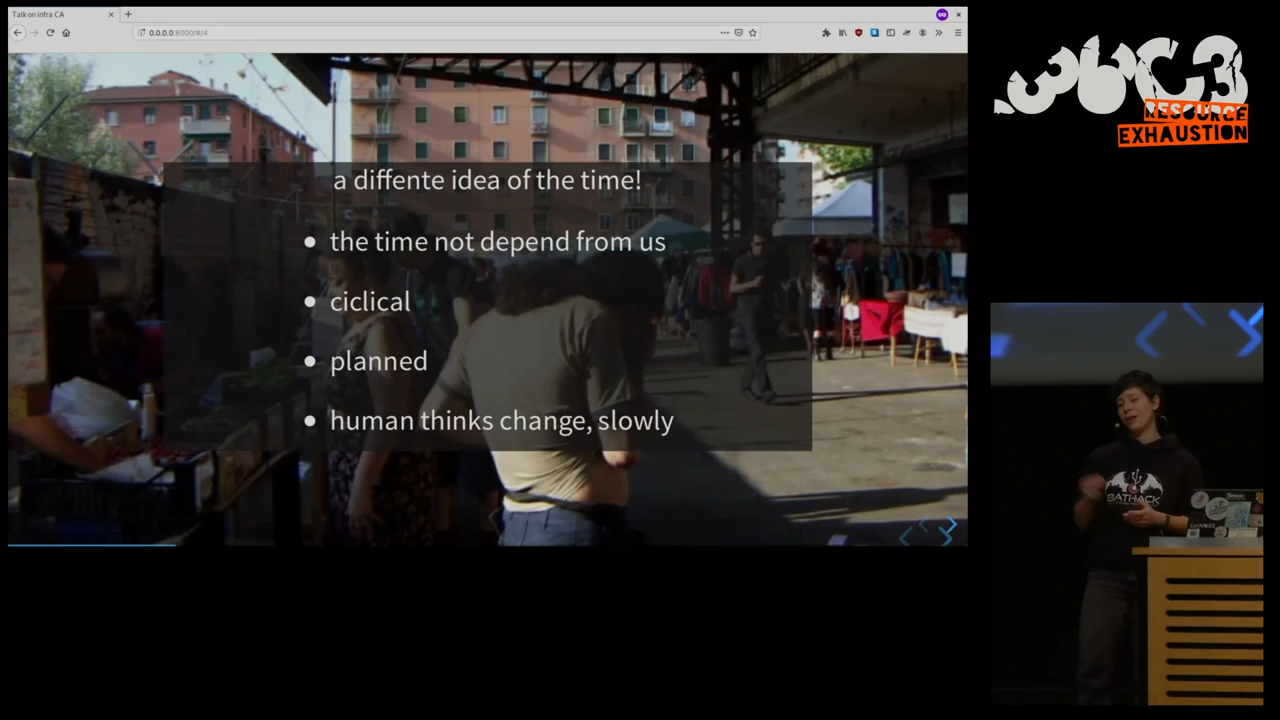 Talk on infra CA
0.0.0.0:8000/#/4
36C3
RESOURCE
EXHAUSTION
a diffente idea of the time!
the time not depend from us
ciclical
planned
human thinks change, slowly
BATHACK